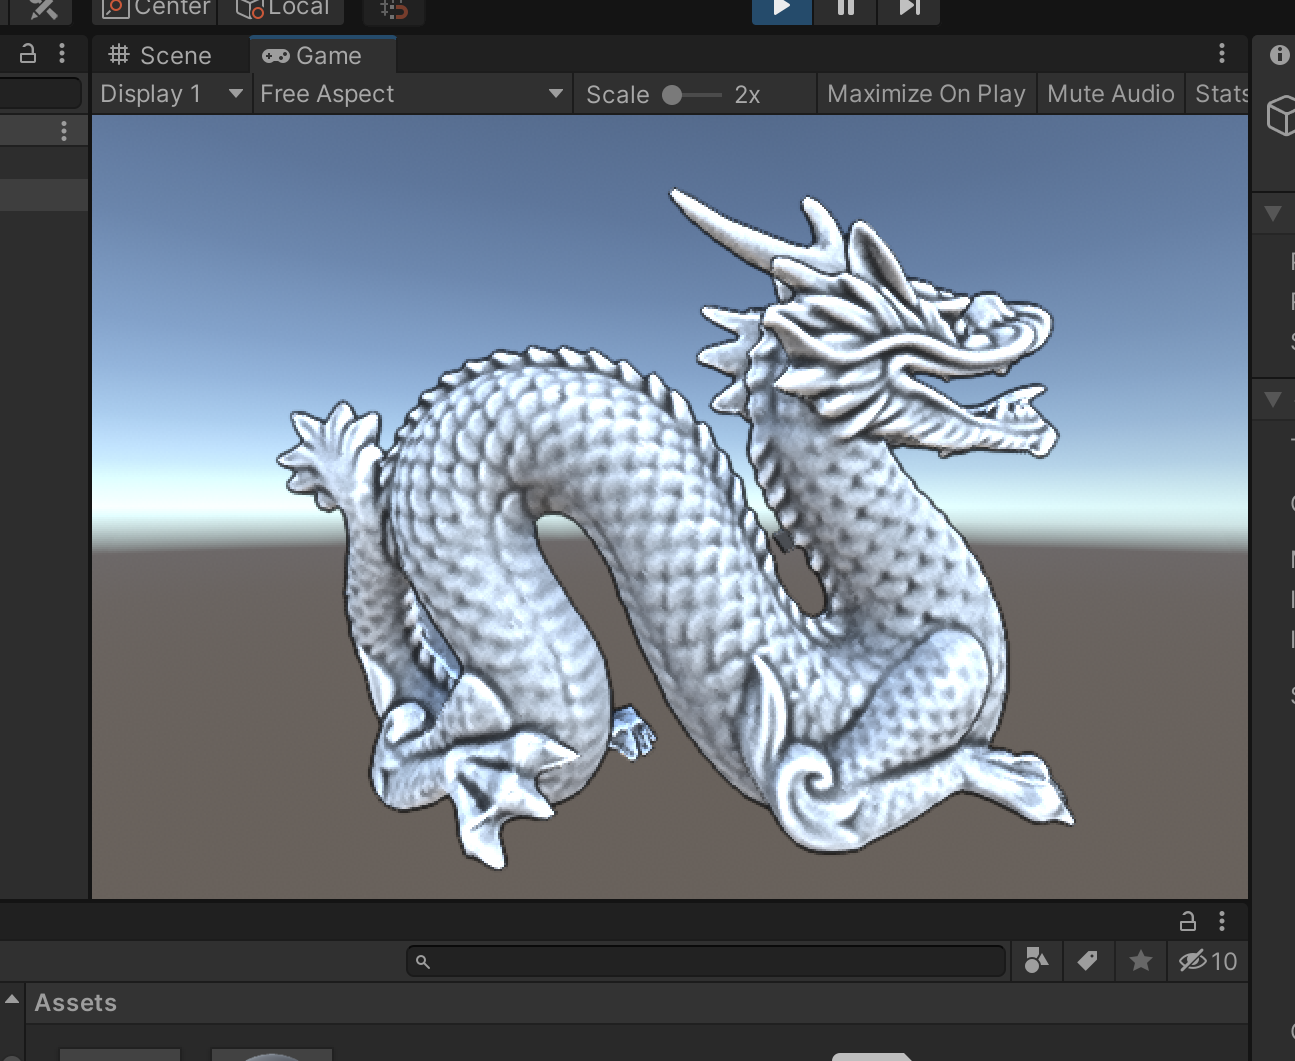 Center Local
Scene Game
Display 1 Free Aspect Scale 2x Maximize On Play Mute Audio Stats
10
Assets